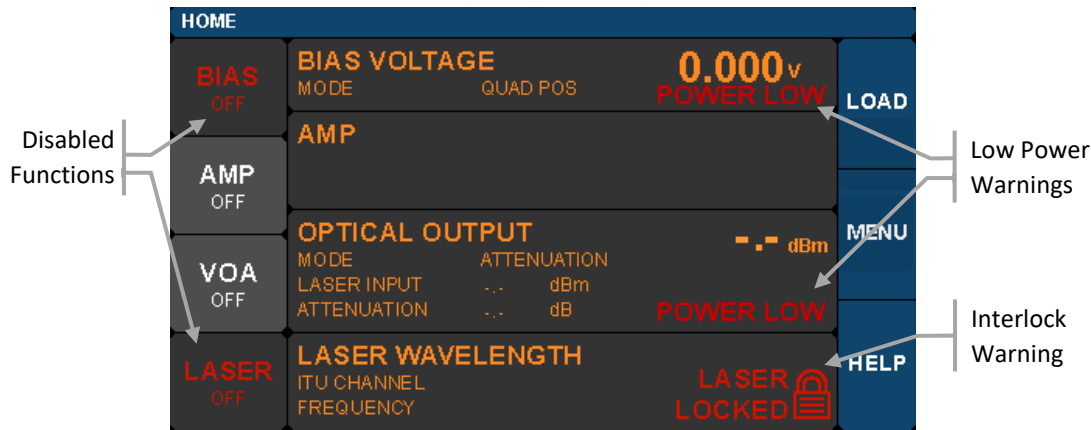 HOME
BIAS
OFF
BIAS VOLTAGE
0.000 v
MODE QUAD POS
POWER LOW
LOAD
Disabled
Functions
AMP
OFF
AMP
Low Power
Warnings
VOA
OFF
OPTICAL OUTPUT
-.- dBm
MODE ATTENUATION
LASER INPUT -.- dBm
ATTENUATION -.- dB
POWER LOW
MENU
LASER
OFF
LASER WAVELENGTH
ITU CHANNEL
FREQUENCY
LASER
LOCKED
HELP
Interlock
Warning